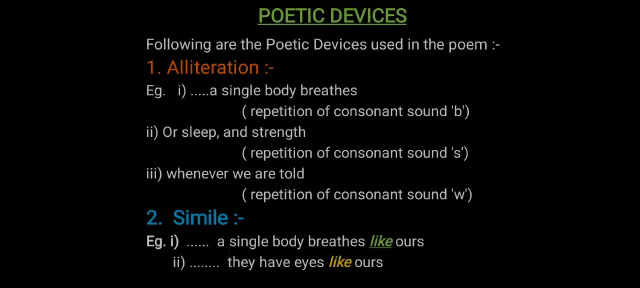 POETIC DEVICES
Following are the Poetic Devices used in the poem :-
1. Alliteration :-
Eg. i) .....a single body breathes
( repetition of consonant sound 'b')
ii) Or sleep, and strength
( repetition of consonant sound 's')
iii) whenever we are told
( repetition of consonant sound 'w')
2. Simile :-
Eg. i) ...... a single body breathes like ours
ii) ........ they have eyes like ours